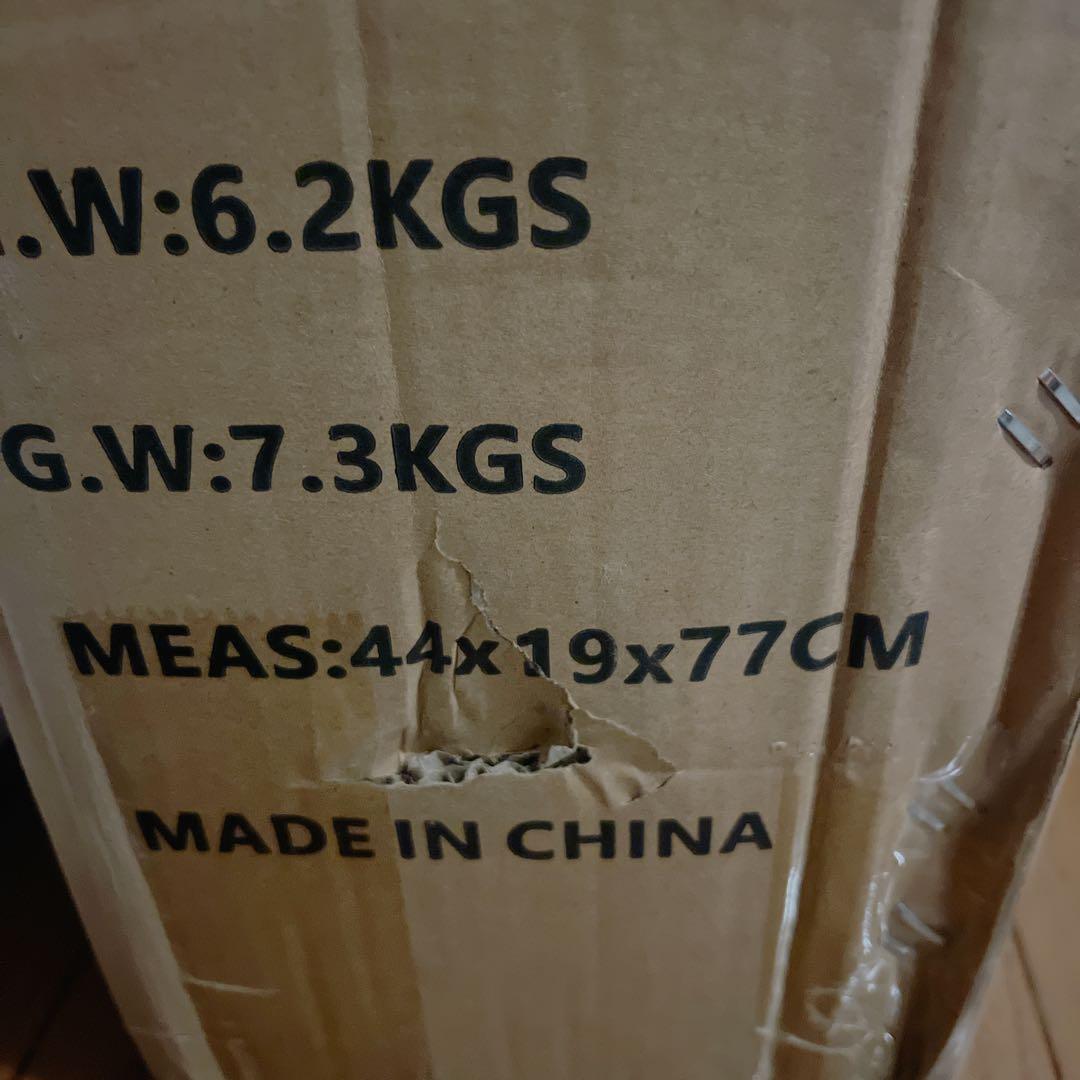 .W:6.2KGS
G.W:7.3KGS
MEAS:44x19x77CM
MADE IN CHINA